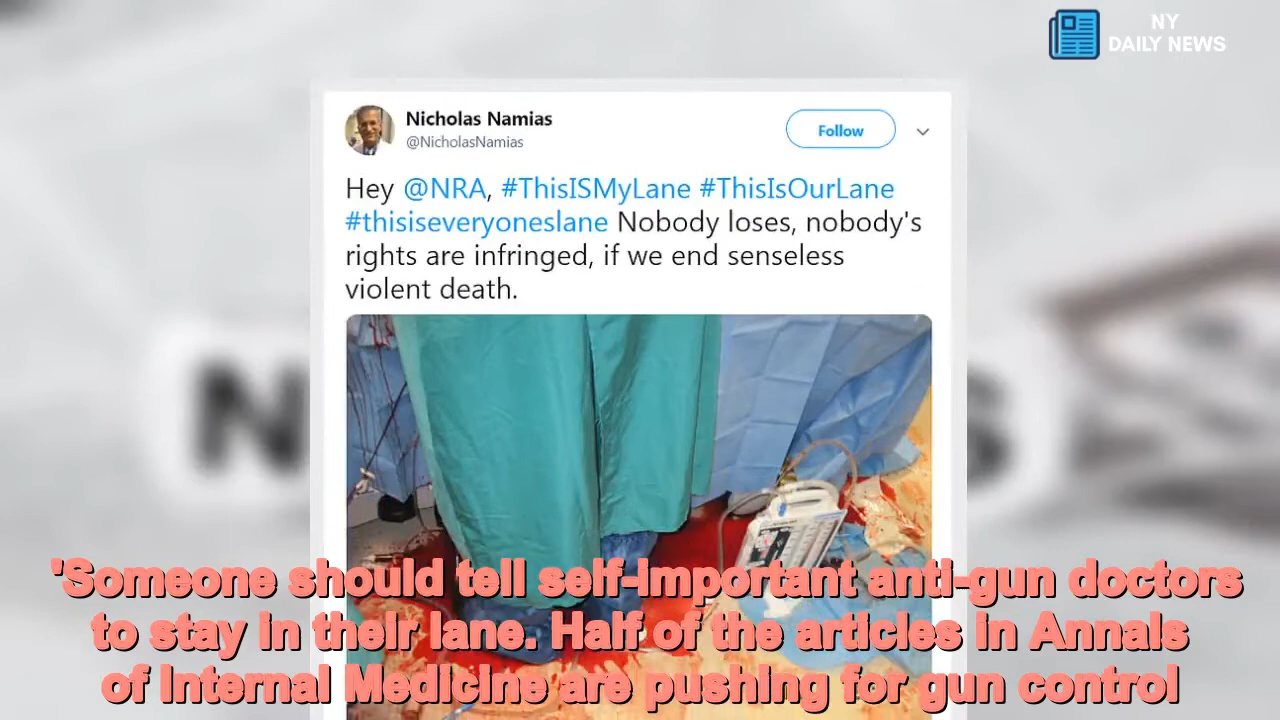 NY
DAILY NEWS
Nicholas Namias
@NicholasNamias
Follow
Hey @NRA, #ThisISMyLane #ThisIsOurLane
#thisiseveryoneslane Nobody loses, nobody's
rights are infringed, if we end senseless
violent death.
'Someone should tell self-important anti-gun doctors
to stay in their lane. Half of the articles in Annals
of Internal Medicine are pushing for gun control